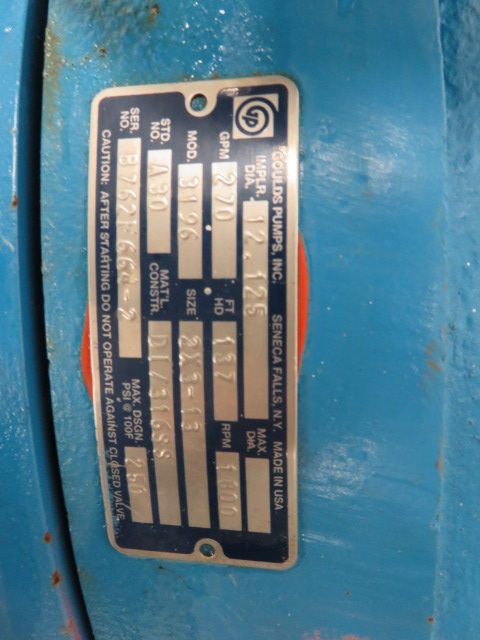 GOULDS PUMPS, INC. SENECA FALLS, N.Y. MADE IN USA
IMPLR. DIA. 12.125 MAX. DIA.
GPM 270 FT HD 137 RPM 1800
MOD. 3196 SIZE 2X3-13
STD. NO. A30 MAT'L CONSTR. DI/316SS
SER. NO. MAX. DSGN. PSI @ 100F 250
CAUTION: AFTER STARTING DO NOT OPERATE AGAINST CLOSED VALVE